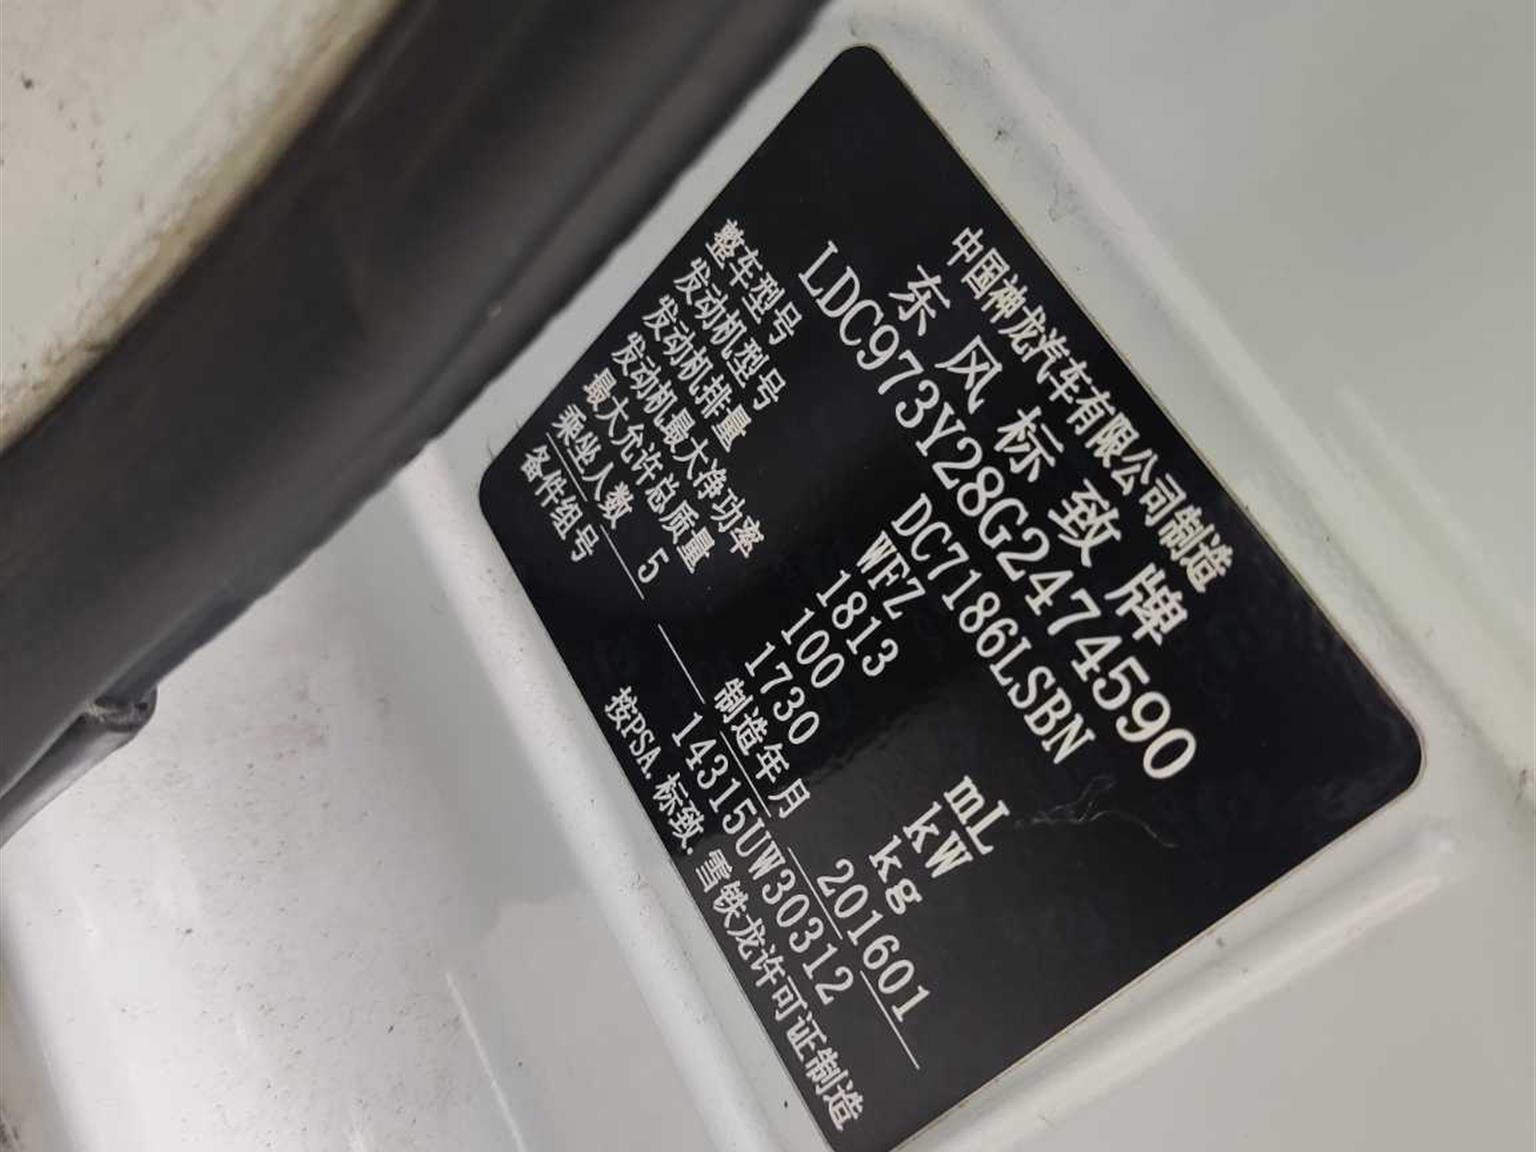 中国神龙汽车有限公司制造
东风标致牌
LDC973Y28G2474590
整车型号 DC7186LSBN
发动机型号 WFZ
发动机排量 1813 mL
发动机最大净功率 100 kW
最大允许总质量 1730 kg
乘坐人数 5 制造年月 201601
备件组号 14315UW30312
按PSA.标致.雪铁龙许可证制造